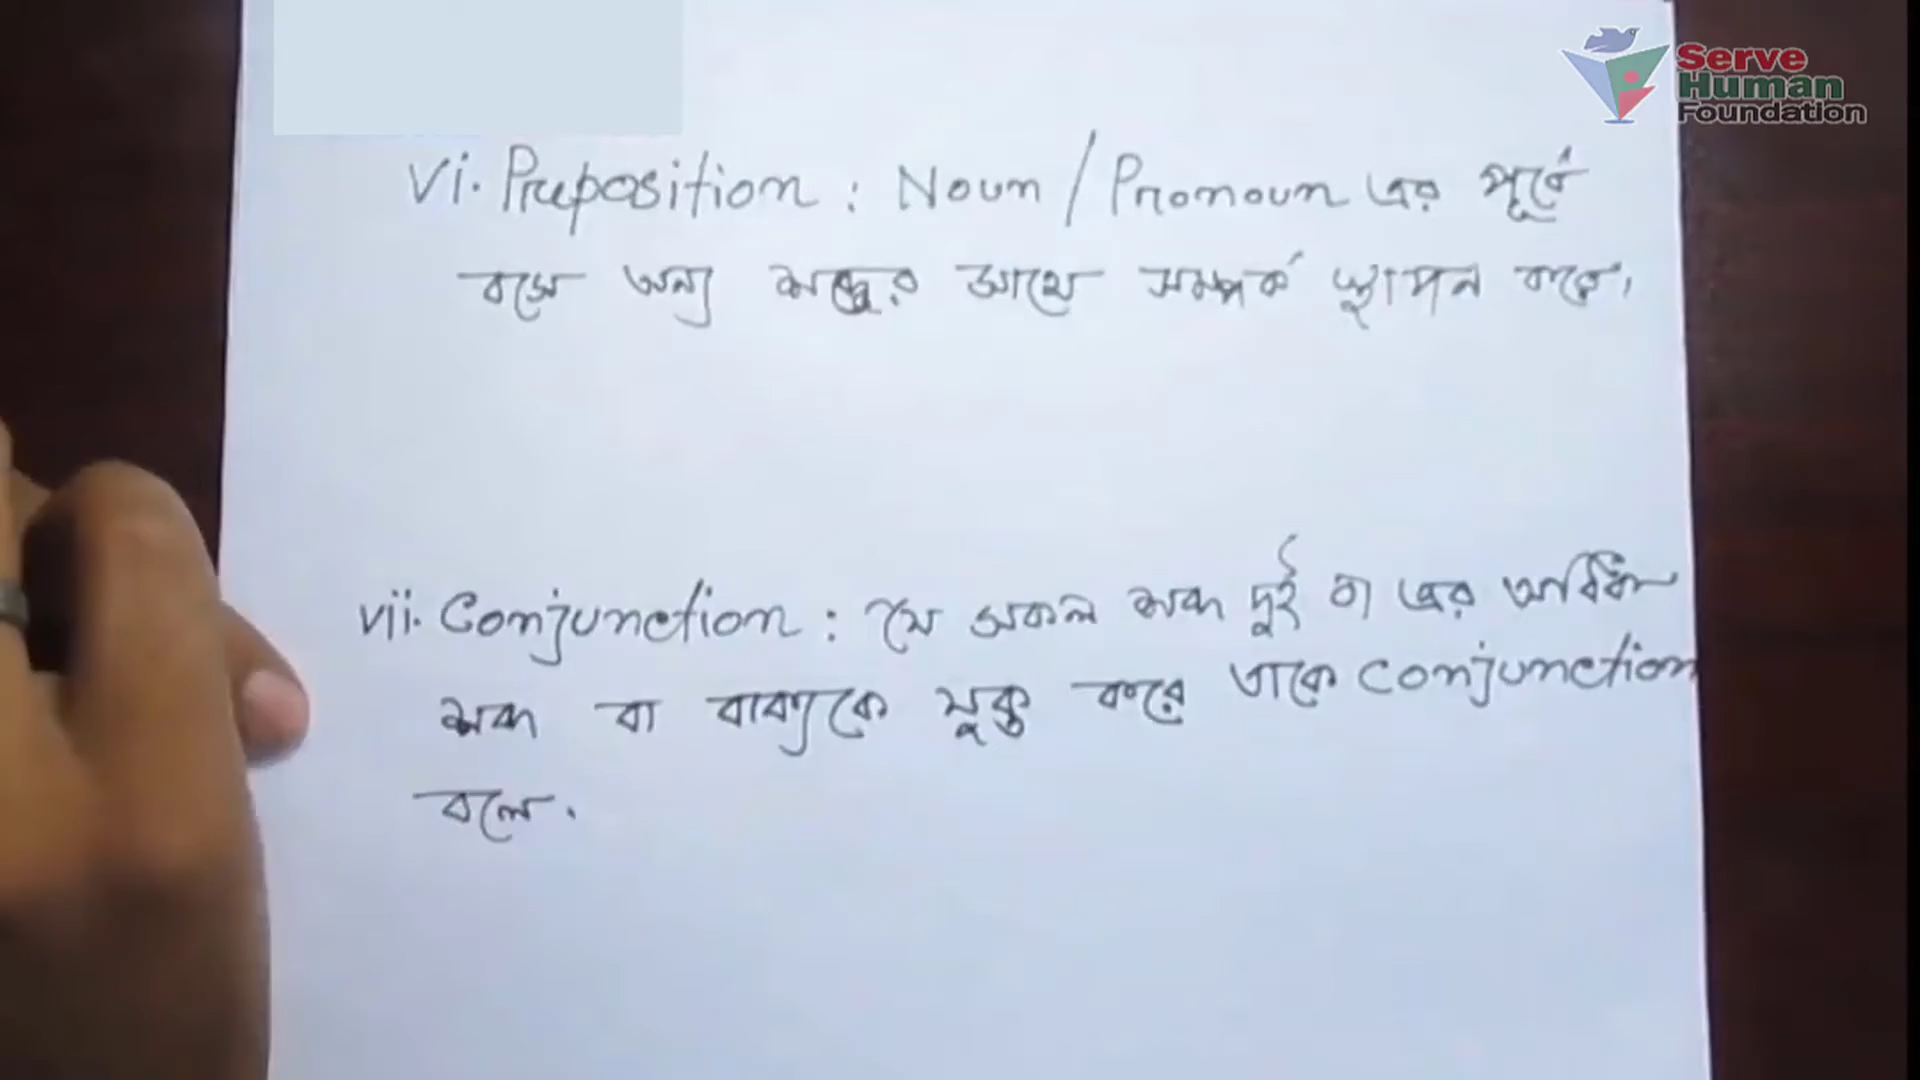 Serve
Human
Foundation
vi. Preposition : Noun / Pronoun এর পূর্বে
বসে অন্য শব্দের সাথে সম্পর্ক স্থাপন করে।
vii. Conjunction : যে সকল শব্দ দুই বা এর অধিক
শব্দ বা বাক্যকে যুক্ত করে তাকে conjunction
বলে.